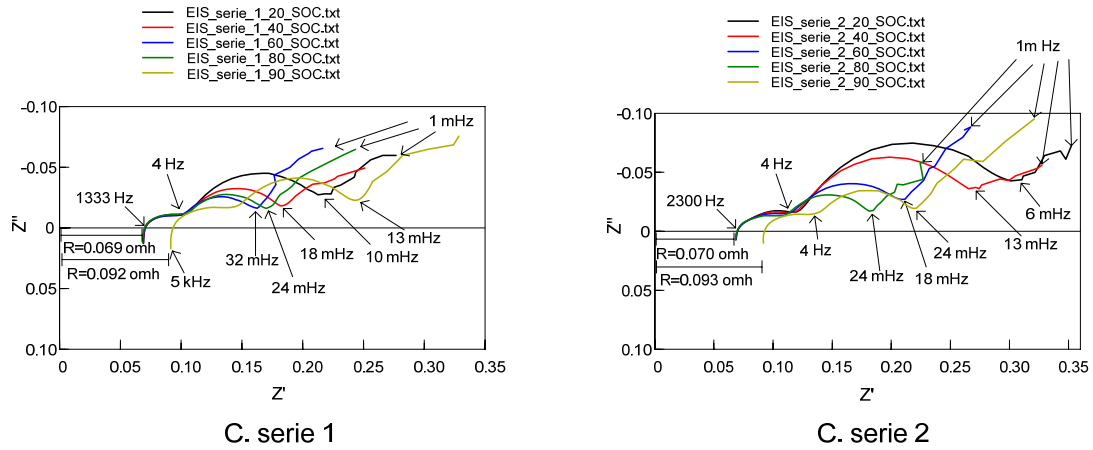 EIS_serie_1_20_SOC.txt
EIS_serie_1_40_SOC.txt
EIS_serie_1_60_SOC.txt
EIS_serie_1_80_SOC.txt
EIS_serie_1_90_SOC.txt
-0.10
-0.05
0
0.05
0.10
Z''
4 Hz
1 mHz
1333 Hz
R=0.069 omh
R=0.092 omh
5 kHz
32 mHz
24 mHz
18 mHz
10 mHz
13 mHz
0
0.05
0.10
0.15
0.20
0.25
0.30
0.35
Z'
C. serie 1
EIS_serie_2_20_SOC.txt
EIS_serie_2_40_SOC.txt
EIS_serie_2_60_SOC.txt
EIS_serie_2_80_SOC.txt
EIS_serie_2_90_SOC.txt
1m Hz
-0.10
-0.05
0
0.05
0.10
Z''
4 Hz
2300 Hz
R=0.070 omh
R=0.093 omh
4 Hz
24 mHz
18 mHz
24 mHz
13 mHz
6 mHz
0
0.05
0.10
0.15
0.20
0.25
0.30
0.35
Z'
C. serie 2